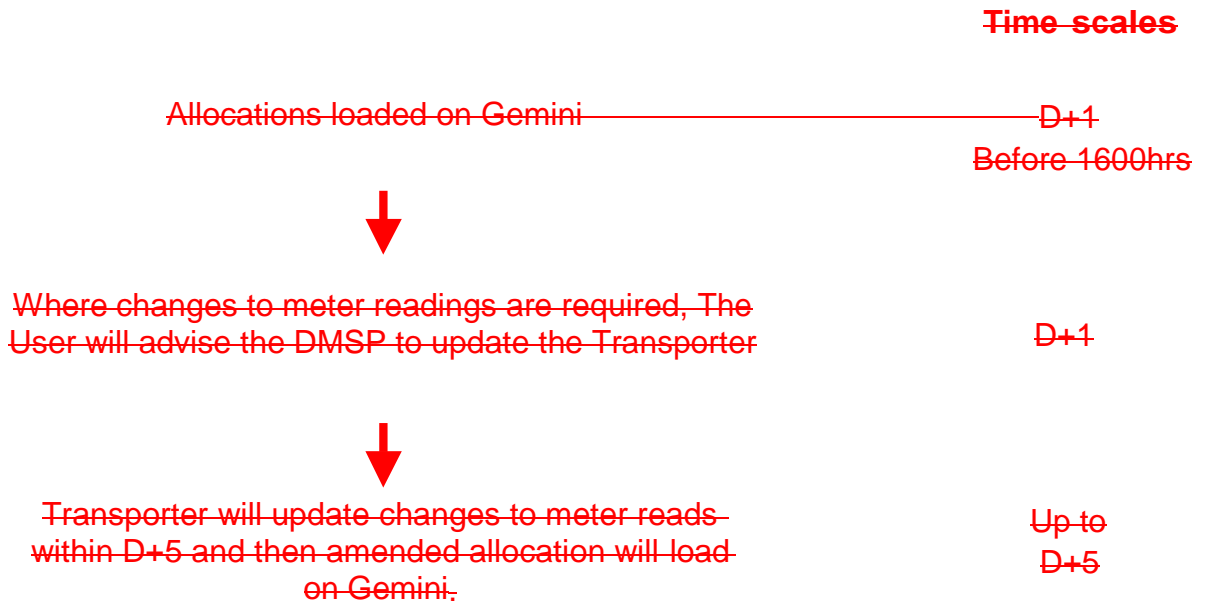 Time scales
Allocations loaded on Gemini
D+1
Before 1600hrs
Where changes to meter readings are required, The
User will advise the DMSP to update the Transporter
D+1
Transporter will update changes to meter reads
within D+5 and then amended allocation will load
on Gemini.
Up to
D+5